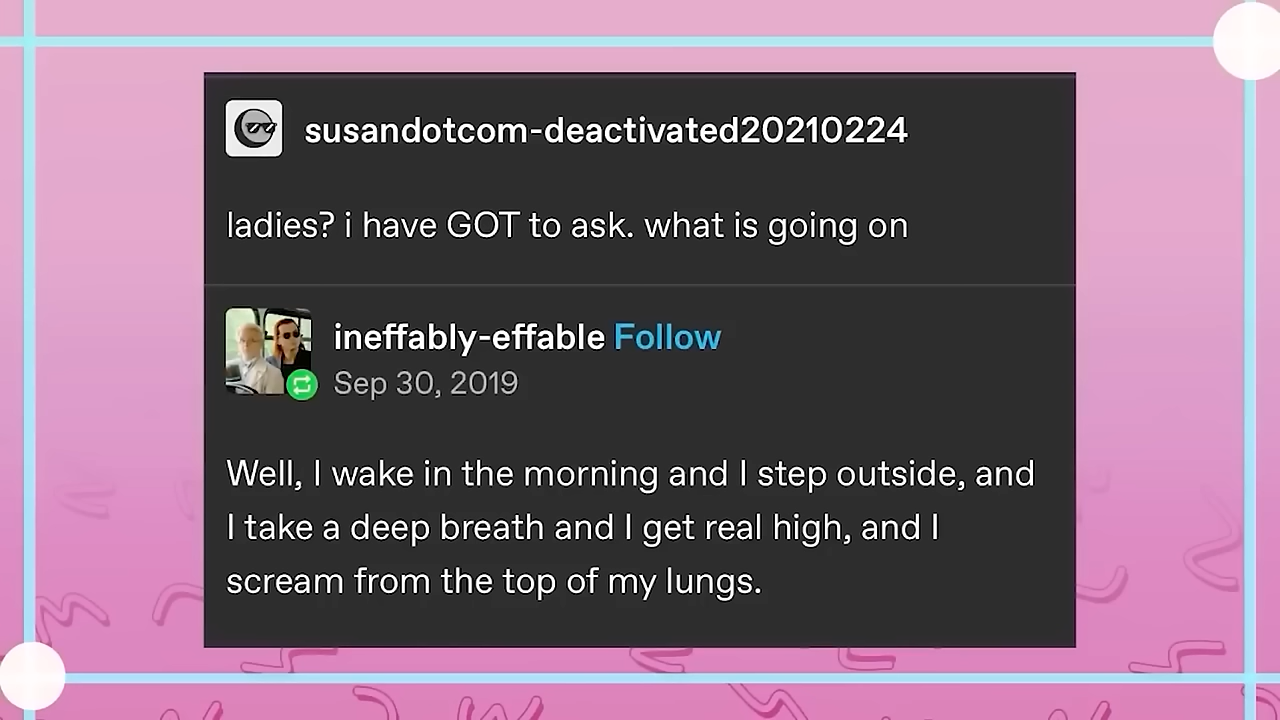 susandotcom-deactivated20210224
ladies? i have GOT to ask. what is going on
ineffably-effable Follow
Sep 30, 2019
Well, I wake in the morning and I step outside, and
I take a deep breath and I get real high, and I
scream from the top of my lungs.